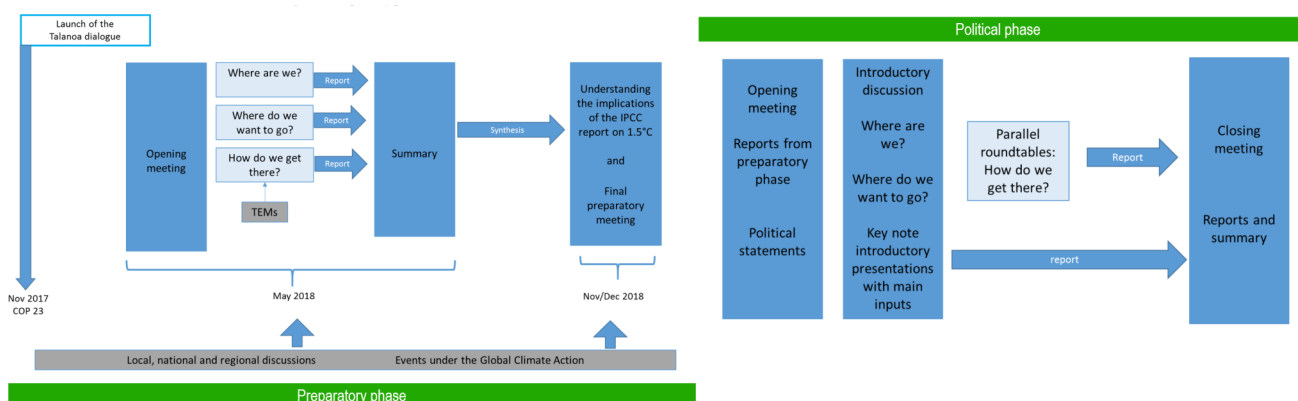 Launch of the
Talanoa dialogue
Opening
meeting
Where are we?
Report
Where do we
want to go?
Report
How do we get
there?
Report
TEMs
Summary
Synthesis
Understanding
the implications
of the IPCC
report on 1.5°C
and
Final
preparatory
meeting
Nov 2017
COP 23
May 2018
Nov/Dec 2018
Local, national and regional discussions
Events under the Global Climate Action
Preparatory phase
Political phase
Opening
meeting
Reports from
preparatory
phase
Political
statements
Introductory
discussion
Where are
we?
Where do we
want to go?
Key note
introductory
presentations
with main
inputs
Parallel
roundtables:
How do we
get there?
Report
report
Closing
meeting
Reports and
summary